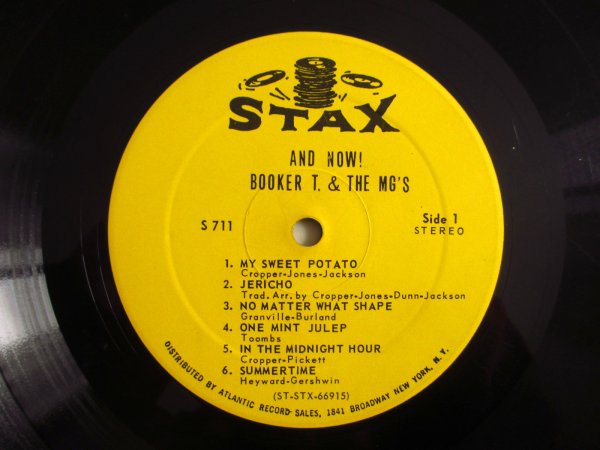 STAX
AND NOW!
BOOKER T. & THE MG'S
S 711
Side 1
STEREO
1. MY SWEET POTATO
Cropper-Jones-Jackson
2. JERICHO
Trad. Arr. by Cropper-Jones-Dunn-Jackson
3. NO MATTER WHAT SHAPE
Granville-Burland
4. ONE MINT JULEP
Toombs
5. IN THE MIDNIGHT HOUR
Cropper-Pickett
6. SUMMERTIME
Heyward-Gershwin
(ST-STX-66915)
DISTRIBUTED BY ATLANTIC RECORD SALES, 1841 BROADWAY NEW YORK, N. Y.